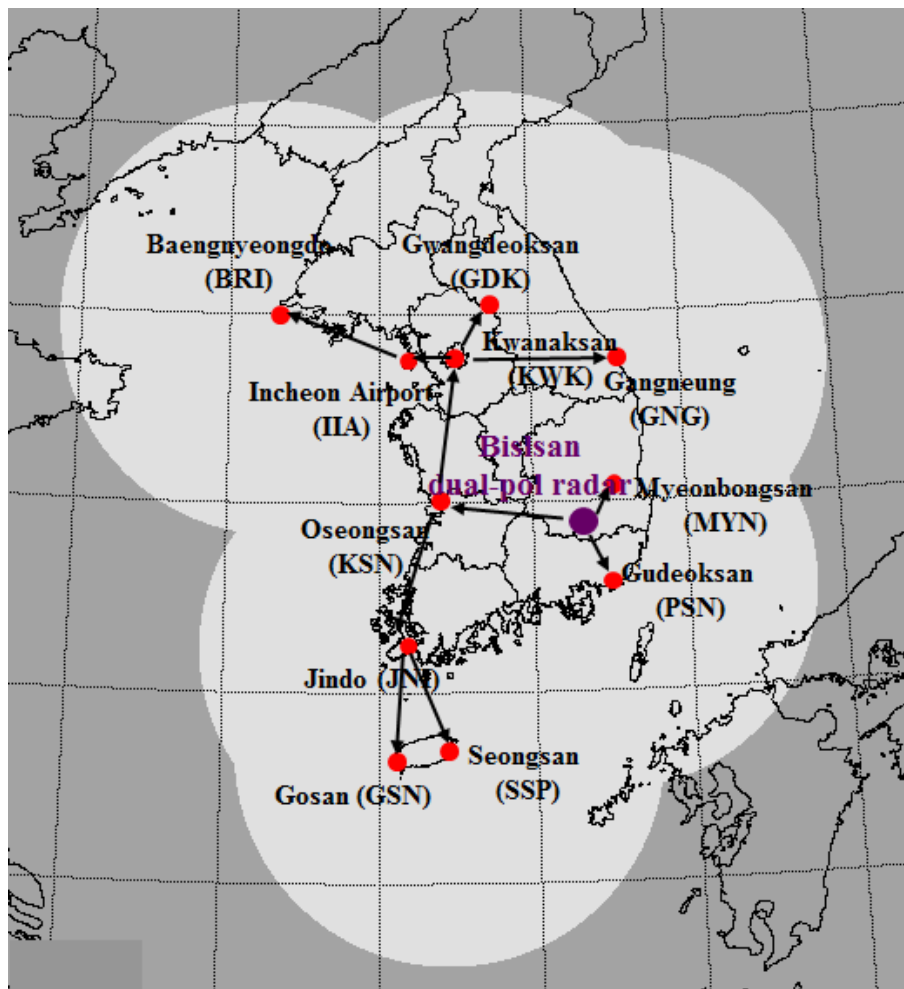 Baengnyeongdo
(BRI)
Gwangdeoksan
(GDK)
Kwanaksan
(KWK)
Gangneung
(GNG)
Incheon Airport
(IIA)
Bislsan
dual-pol radar
Myeonbongsan
(MYN)
Oseongsan
(KSN)
Gudeoksan
(PSN)
Jindo (JNI)
Seongsan
(SSP)
Gosan (GSN)